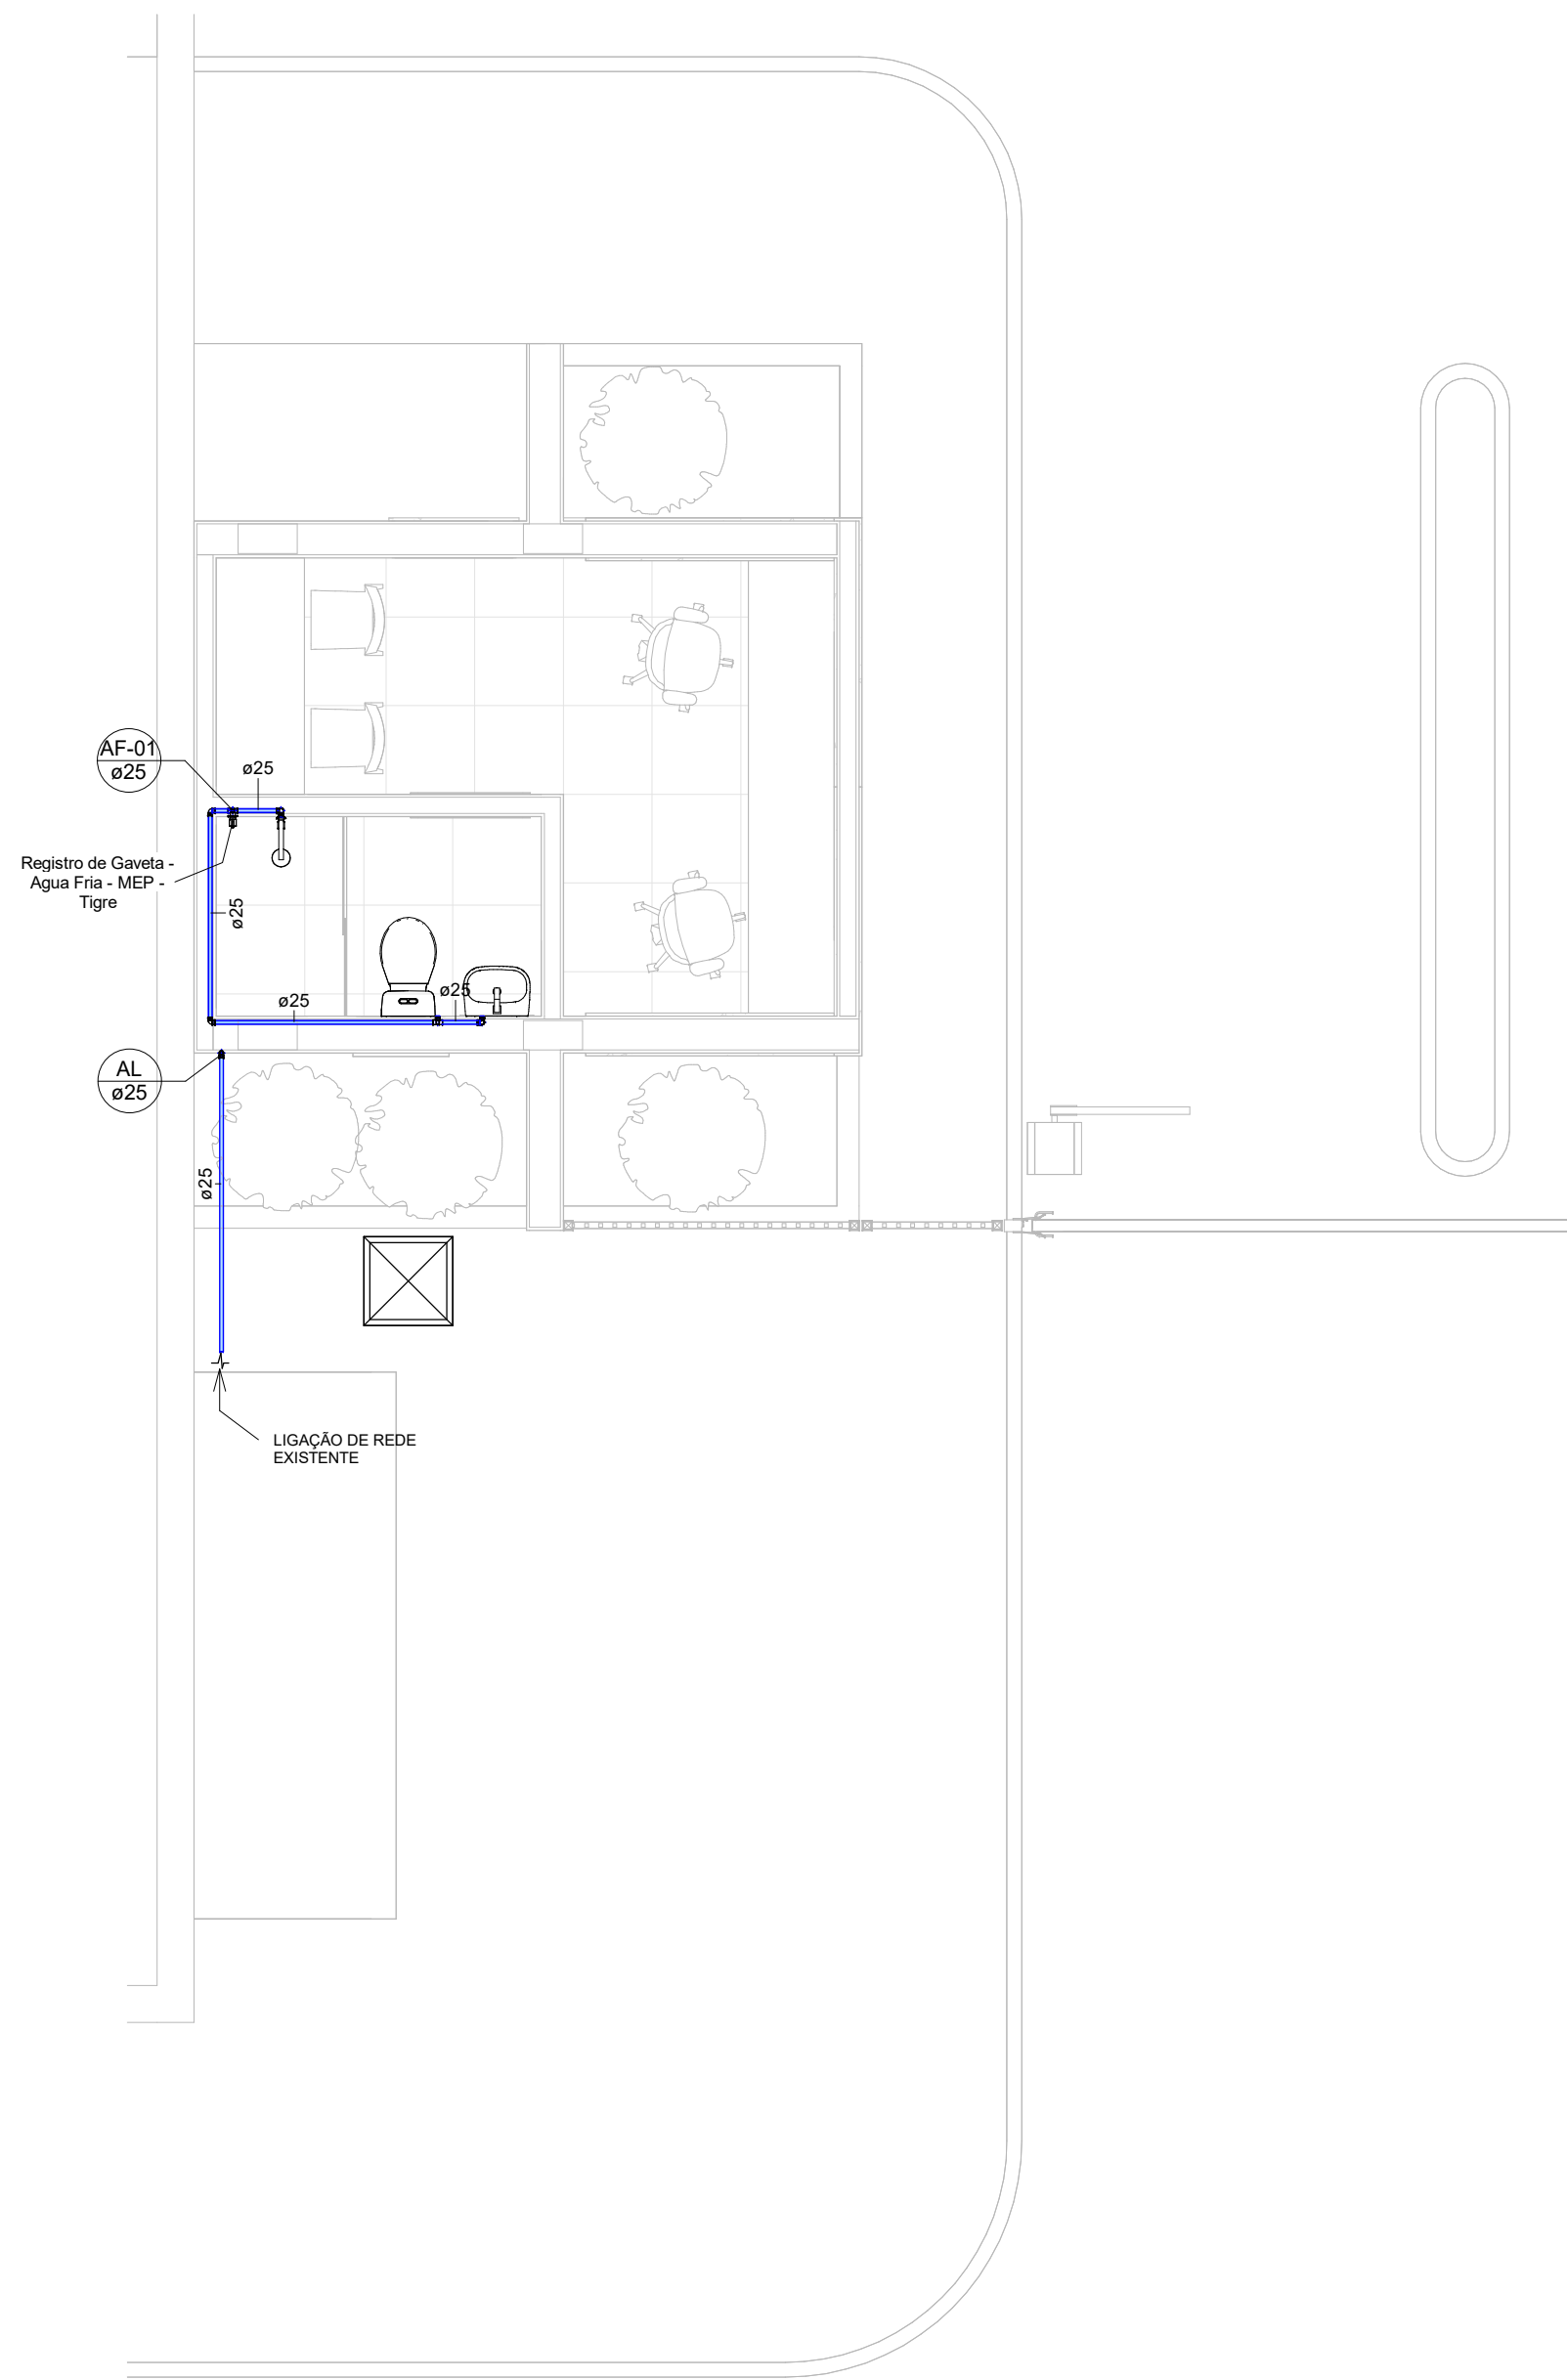 AF-01
ø25
ø25
Registro de Gaveta -
Agua Fria - MEP -
Tigre
ø25
ø25
ø25
AL
ø25
ø25
LIGAÇÃO DE REDE
EXISTENTE